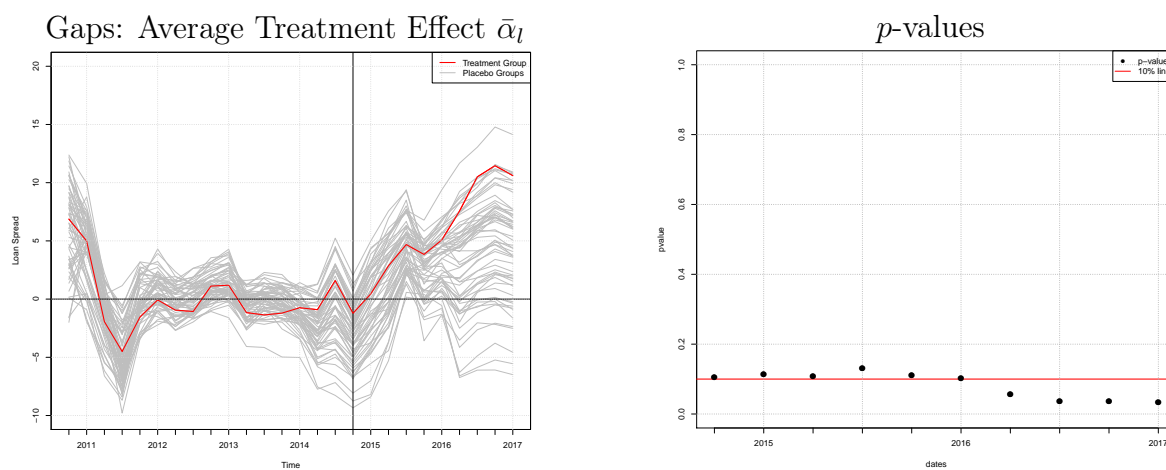 Gaps: Average Treatment Effect ᾱₗ
Treatment Group
Placebo Groups
20
15
10
5
0
−5
−10
Loan Spread
2011
2012
2013
2014
2015
2016
2017
Time
p-values
p−value
10% lin
1.0
0.8
0.6
0.4
0.2
0.0
pvalue
2015
2016
2017
dates